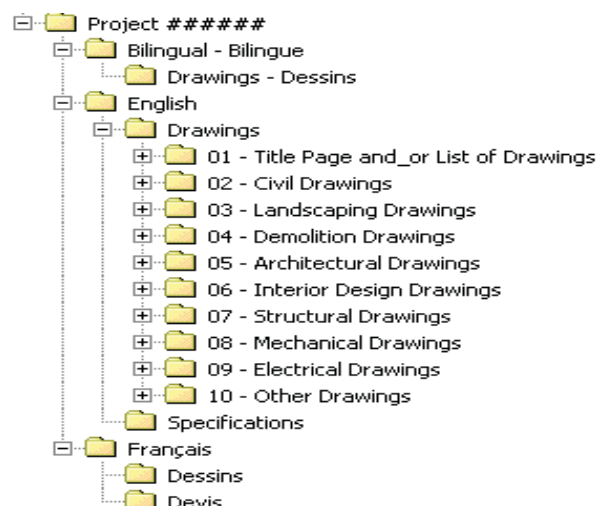 Project ######
Bilingual - Bilingue
Drawings - Dessins
English
Drawings
01 - Title Page and_or List of Drawings
02 - Civil Drawings
03 - Landscaping Drawings
04 - Demolition Drawings
05 - Architectural Drawings
06 - Interior Design Drawings
07 - Structural Drawings
08 - Mechanical Drawings
09 - Electrical Drawings
10 - Other Drawings
Specifications
Français
Dessins
Devis